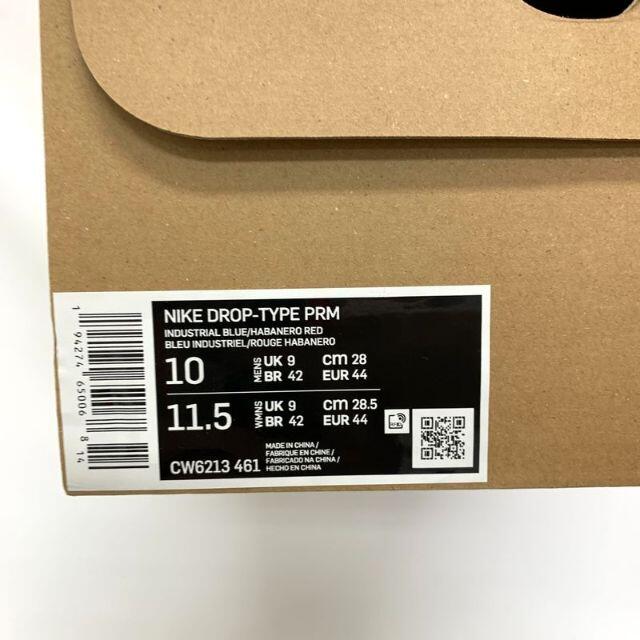 NIKE DROP-TYPE PRM
INDUSTRIAL BLUE/HABANERO RED
BLEU INDUSTRIEL/ROUGE HABANERO
10 MENS UK 9 cm 28
BR 42 EUR 44
11.5 WMNS UK 9 cm 28.5
BR 42 EUR 44
CW6213 461
MADE IN CHINA /
FABRIQUE EN CHINE /
FABRICADO NA CHINA /
HECHO EN CHINA
1 94274 65006 8 14